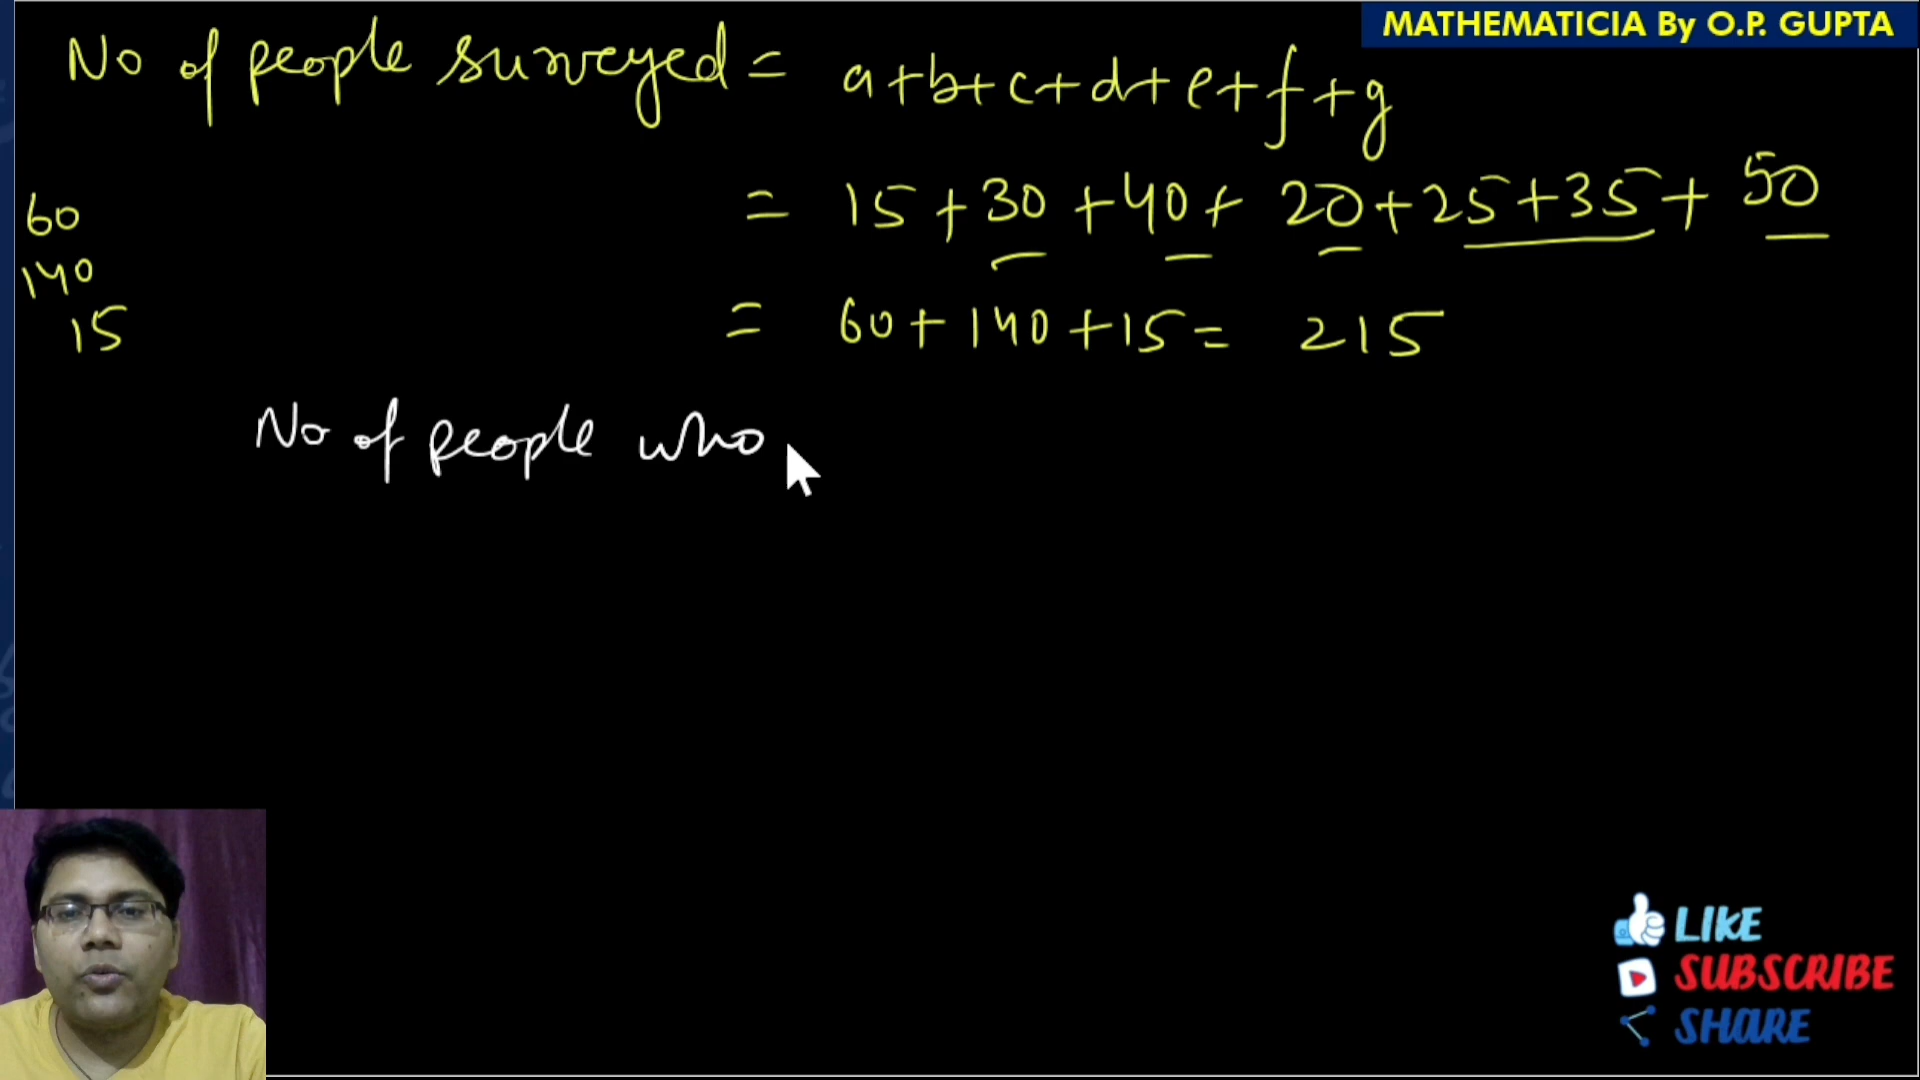 MATHEMATICIA By O.P. GUPTA
No of people surveyed = a+b+c+d+e+f+g
= 15+30+40+20+25+35+50
60
140
15
= 60+140+15= 215
No of people who
LIKE
SUBSCRIBE
SHARE